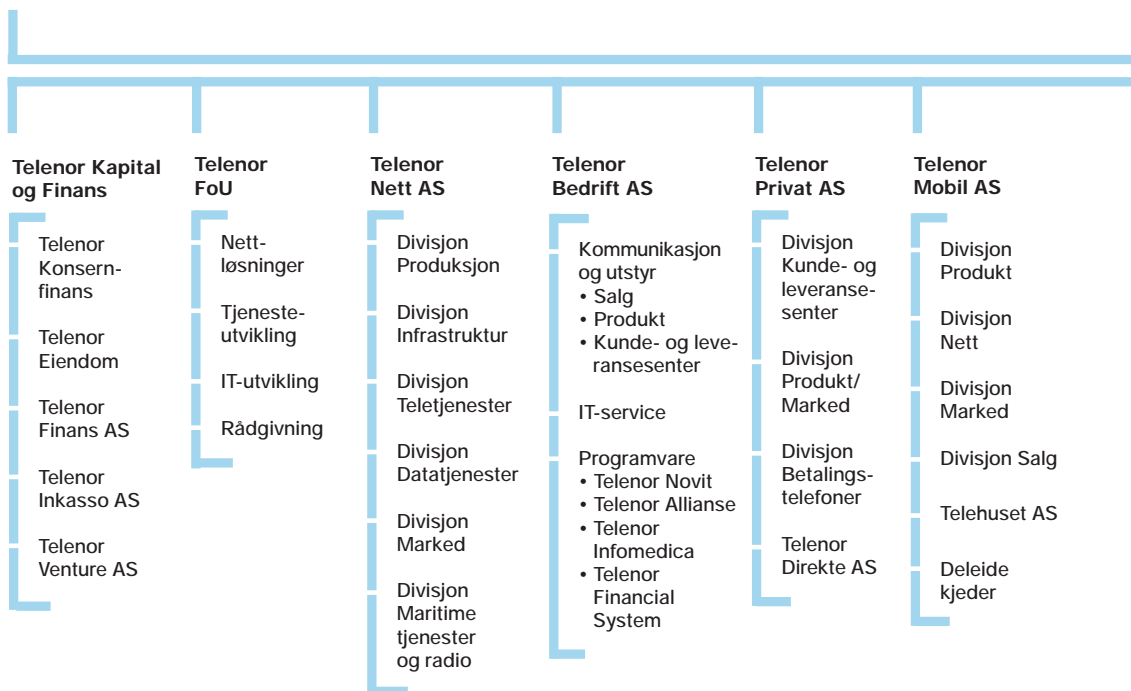 Telenor Kapital
og Finans
Telenor
Konsern-
finans
Telenor
Eiendom
Telenor
Finans AS
Telenor
Inkasso AS
Telenor
Venture AS
Telenor
FoU
Nett-
løsninger
Tjeneste-
utvikling
IT-utvikling
Rådgivning
Telenor
Nett AS
Divisjon
Produksjon
Divisjon
Infrastruktur
Divisjon
Teletjenester
Divisjon
Datatjenester
Divisjon
Marked
Divisjon
Maritime
tjenester
og radio
Telenor
Bedrift AS
Kommunikasjon
og utstyr
• Salg
• Produkt
• Kunde- og leve-
ransesenter
IT-service
Programvare
• Telenor Novit
• Telenor Allianse
• Telenor
Infomedica
• Telenor
Financial
System
Telenor
Privat AS
Divisjon
Kunde- og
leveranse-
senter
Divisjon
Produkt/
Marked
Divisjon
Betalings-
telefoner
Telenor
Direkte AS
Telenor
Mobil AS
Divisjon
Produkt
Divisjon
Nett
Divisjon
Marked
Divisjon Salg
Telehuset AS
Deleide
kjeder